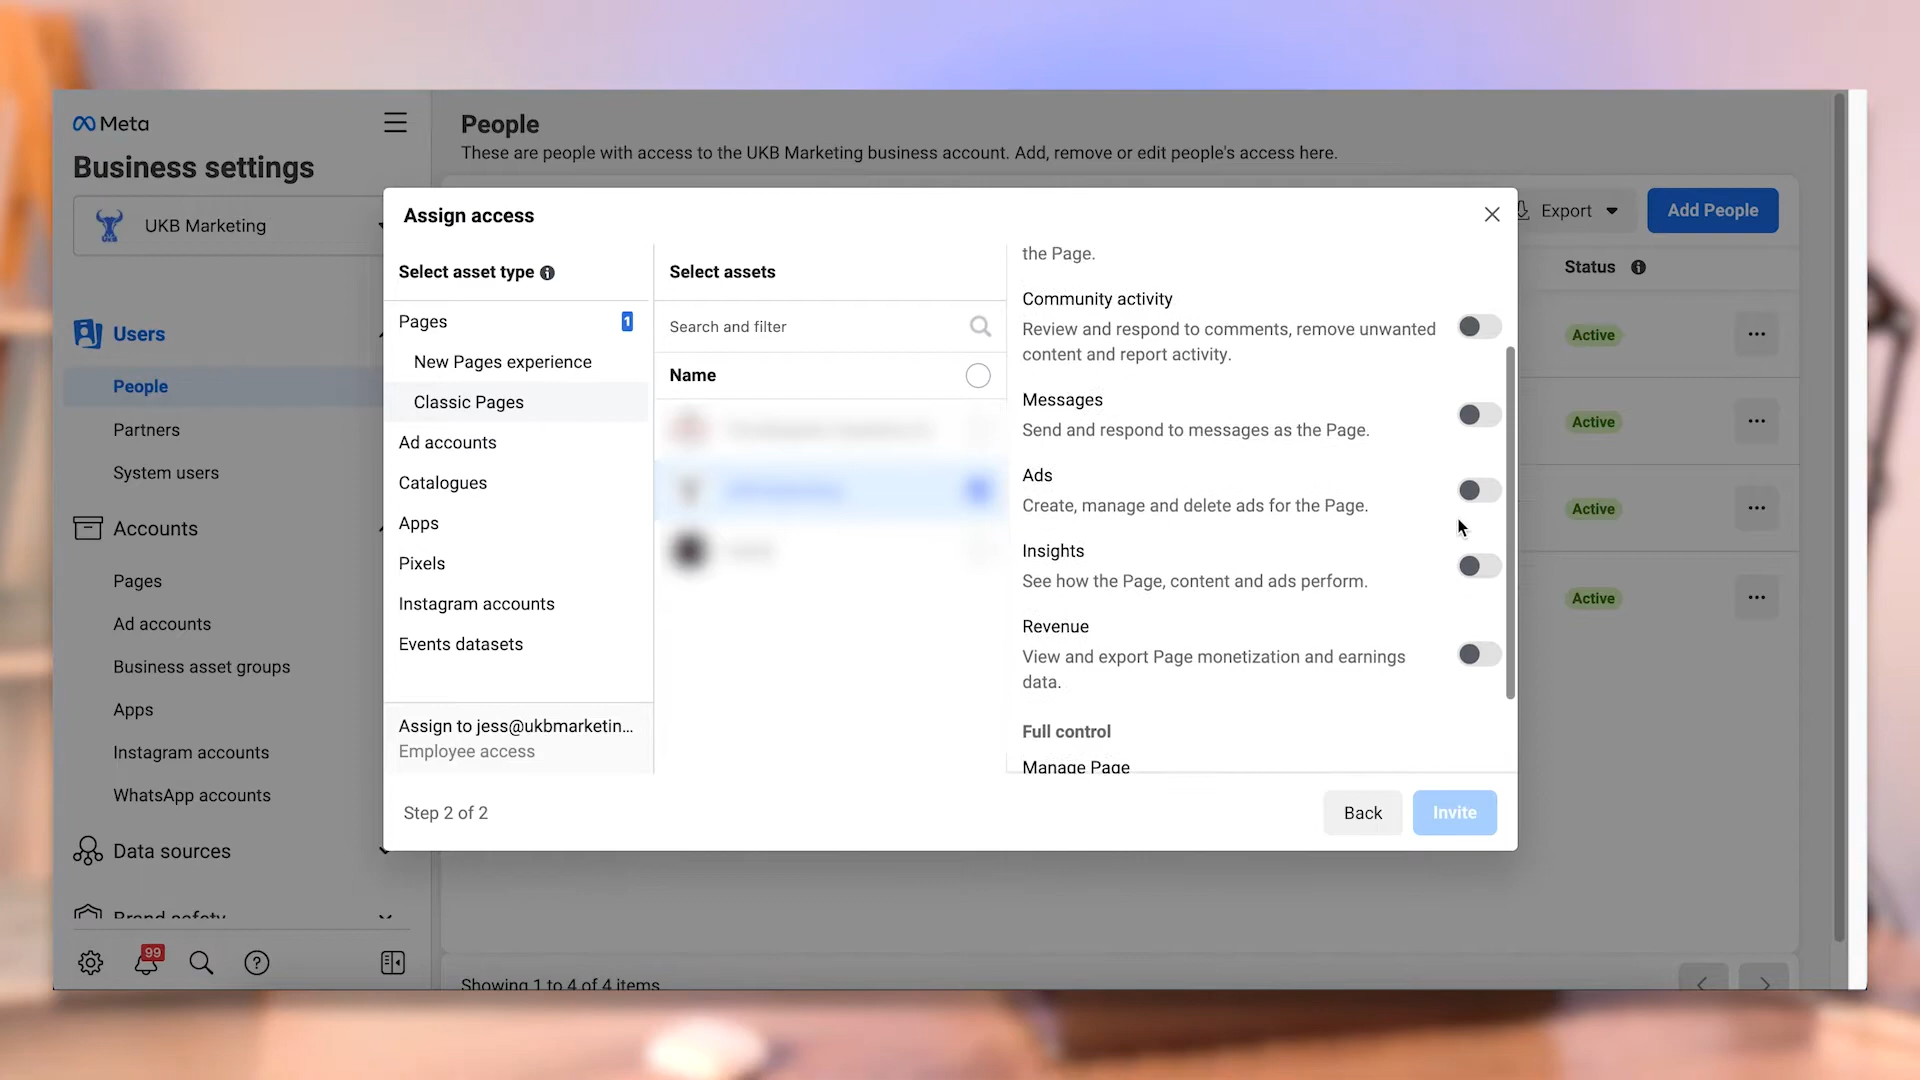 Meta
Business settings
UKB Marketing
Users
People
Partners
System users
Accounts
Pages
Ad accounts
Business asset groups
Apps
Instagram accounts
WhatsApp accounts
Data sources
Brand safety
99
People
These are people with access to the UKB Marketing business account. Add, remove or edit people's access here.
Export
Add People
Status
Active
Active
Active
Active
Showing 1 to 4 of 4 items
Assign access
Select asset type
Pages
1
New Pages experience
Classic Pages
Ad accounts
Catalogues
Apps
Pixels
Instagram accounts
Events datasets
Assign to jess@ukbmarketin...
Employee access
Select assets
Search and filter
Name
the Page.
Community activity
Review and respond to comments, remove unwanted
content and report activity.
Messages
Send and respond to messages as the Page.
Ads
Create, manage and delete ads for the Page.
Insights
See how the Page, content and ads perform.
Revenue
View and export Page monetization and earnings
data.
Full control
Manage Page
Step 2 of 2
Back
Invite